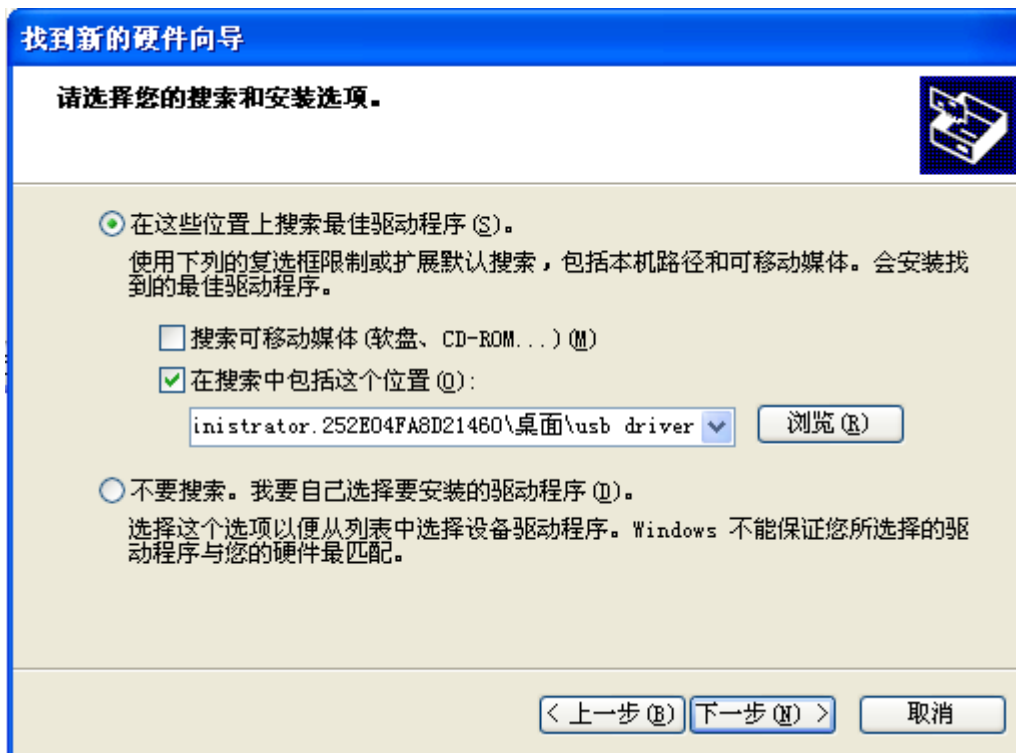 找到新的硬件向导
请选择您的搜索和安装选项。
在这些位置上搜索最佳驱动程序(S)。
使用下列的复选框限制或扩展默认搜索，包括本机路径和可移动媒体。会安装找
到的最佳驱动程序。
搜索可移动媒体(软盘、CD-ROM...)(M)
在搜索中包括这个位置(O):
inistrator.252E04FA8D21460\桌面\usb driver
浏览(R)
不要搜索。我要自己选择要安装的驱动程序(D)。
选择这个选项以便从列表中选择设备驱动程序。Windows 不能保证您所选择的驱
动程序与您的硬件最匹配。
< 上一步(B) 下一步(N) > 取消